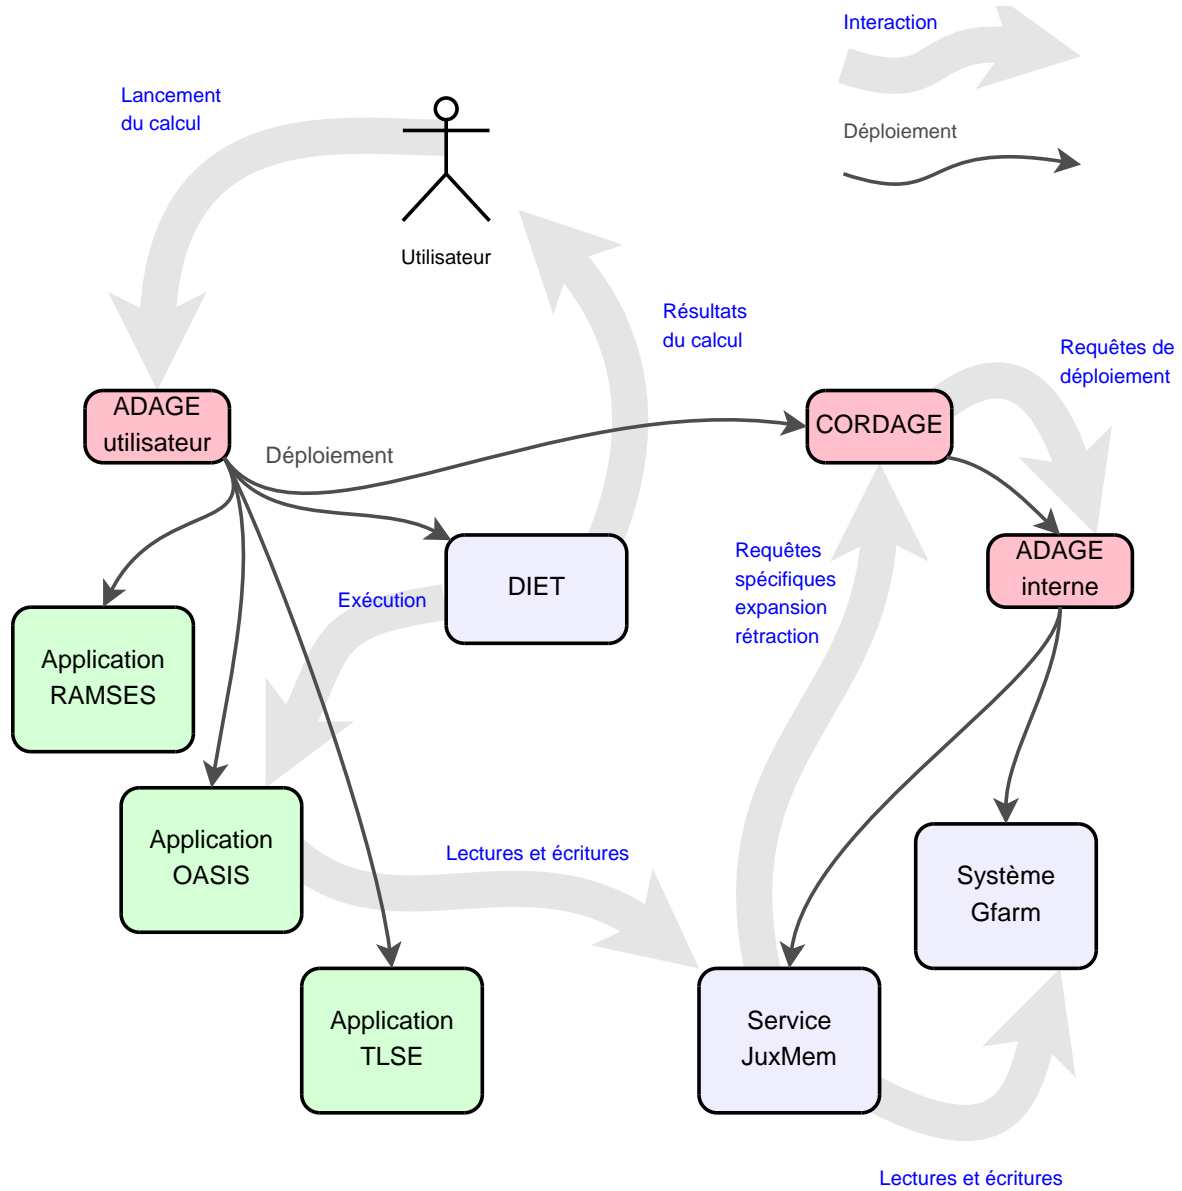 Interaction
Lancement
du calcul
Déploiement
Utilisateur
Résultats
du calcul
Requêtes de
déploiement
ADAGE
utilisateur
CORDAGE
Déploiement
ADAGE
interne
Requêtes
spécifiques
expansion
rétraction
DIET
Exécution
Application
RAMSES
Application
OASIS
Lectures et écritures
Système
Gfarm
Application
TLSE
Service
JuxMem
Lectures et écritures